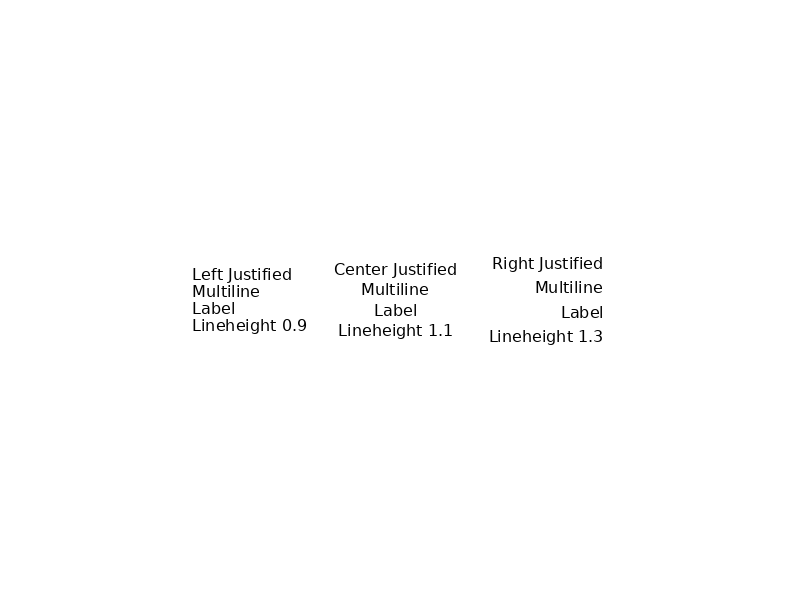 Left Justified
Multiline
Label
Lineheight 0.9
Center Justified
Multiline
Label
Lineheight 1.1
Right Justified
Multiline
Label
Lineheight 1.3